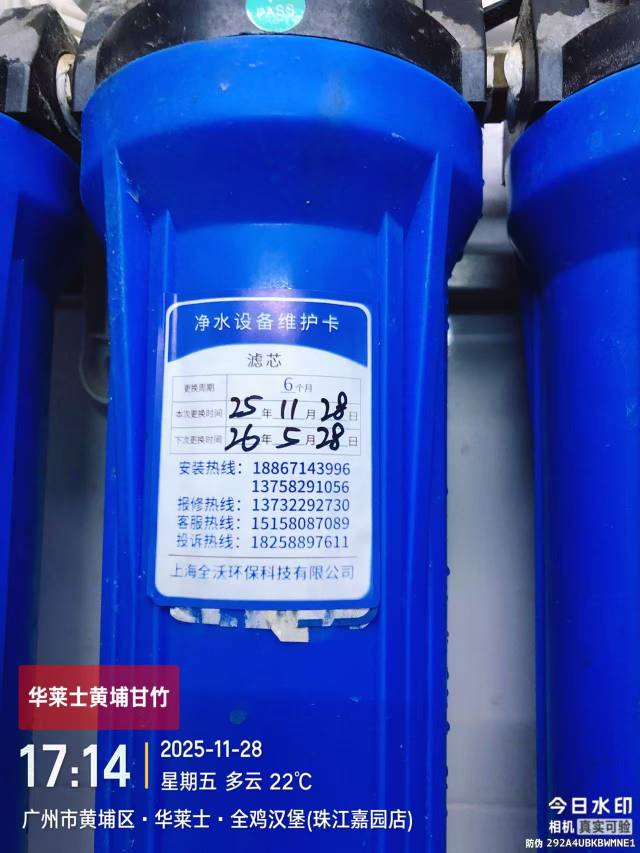 PASS
净水设备维护卡
滤芯
更换周期 6个月
本次更换时间 25年 11月 28日
下次更换时间 26年 5月 28日
安装热线：18867143996
13758291056
报修热线：13732292730
客服热线：15158087089
投诉热线：18258897611
上海全沃环保科技有限公司
华莱士黄埔甘竹
17:14
2025-11-28
星期五 多云 22℃
广州市黄埔区·华莱士·全鸡汉堡(珠江嘉园店)
今日水印
相机 真实可验
防伪 292A4UBKBWMNE1